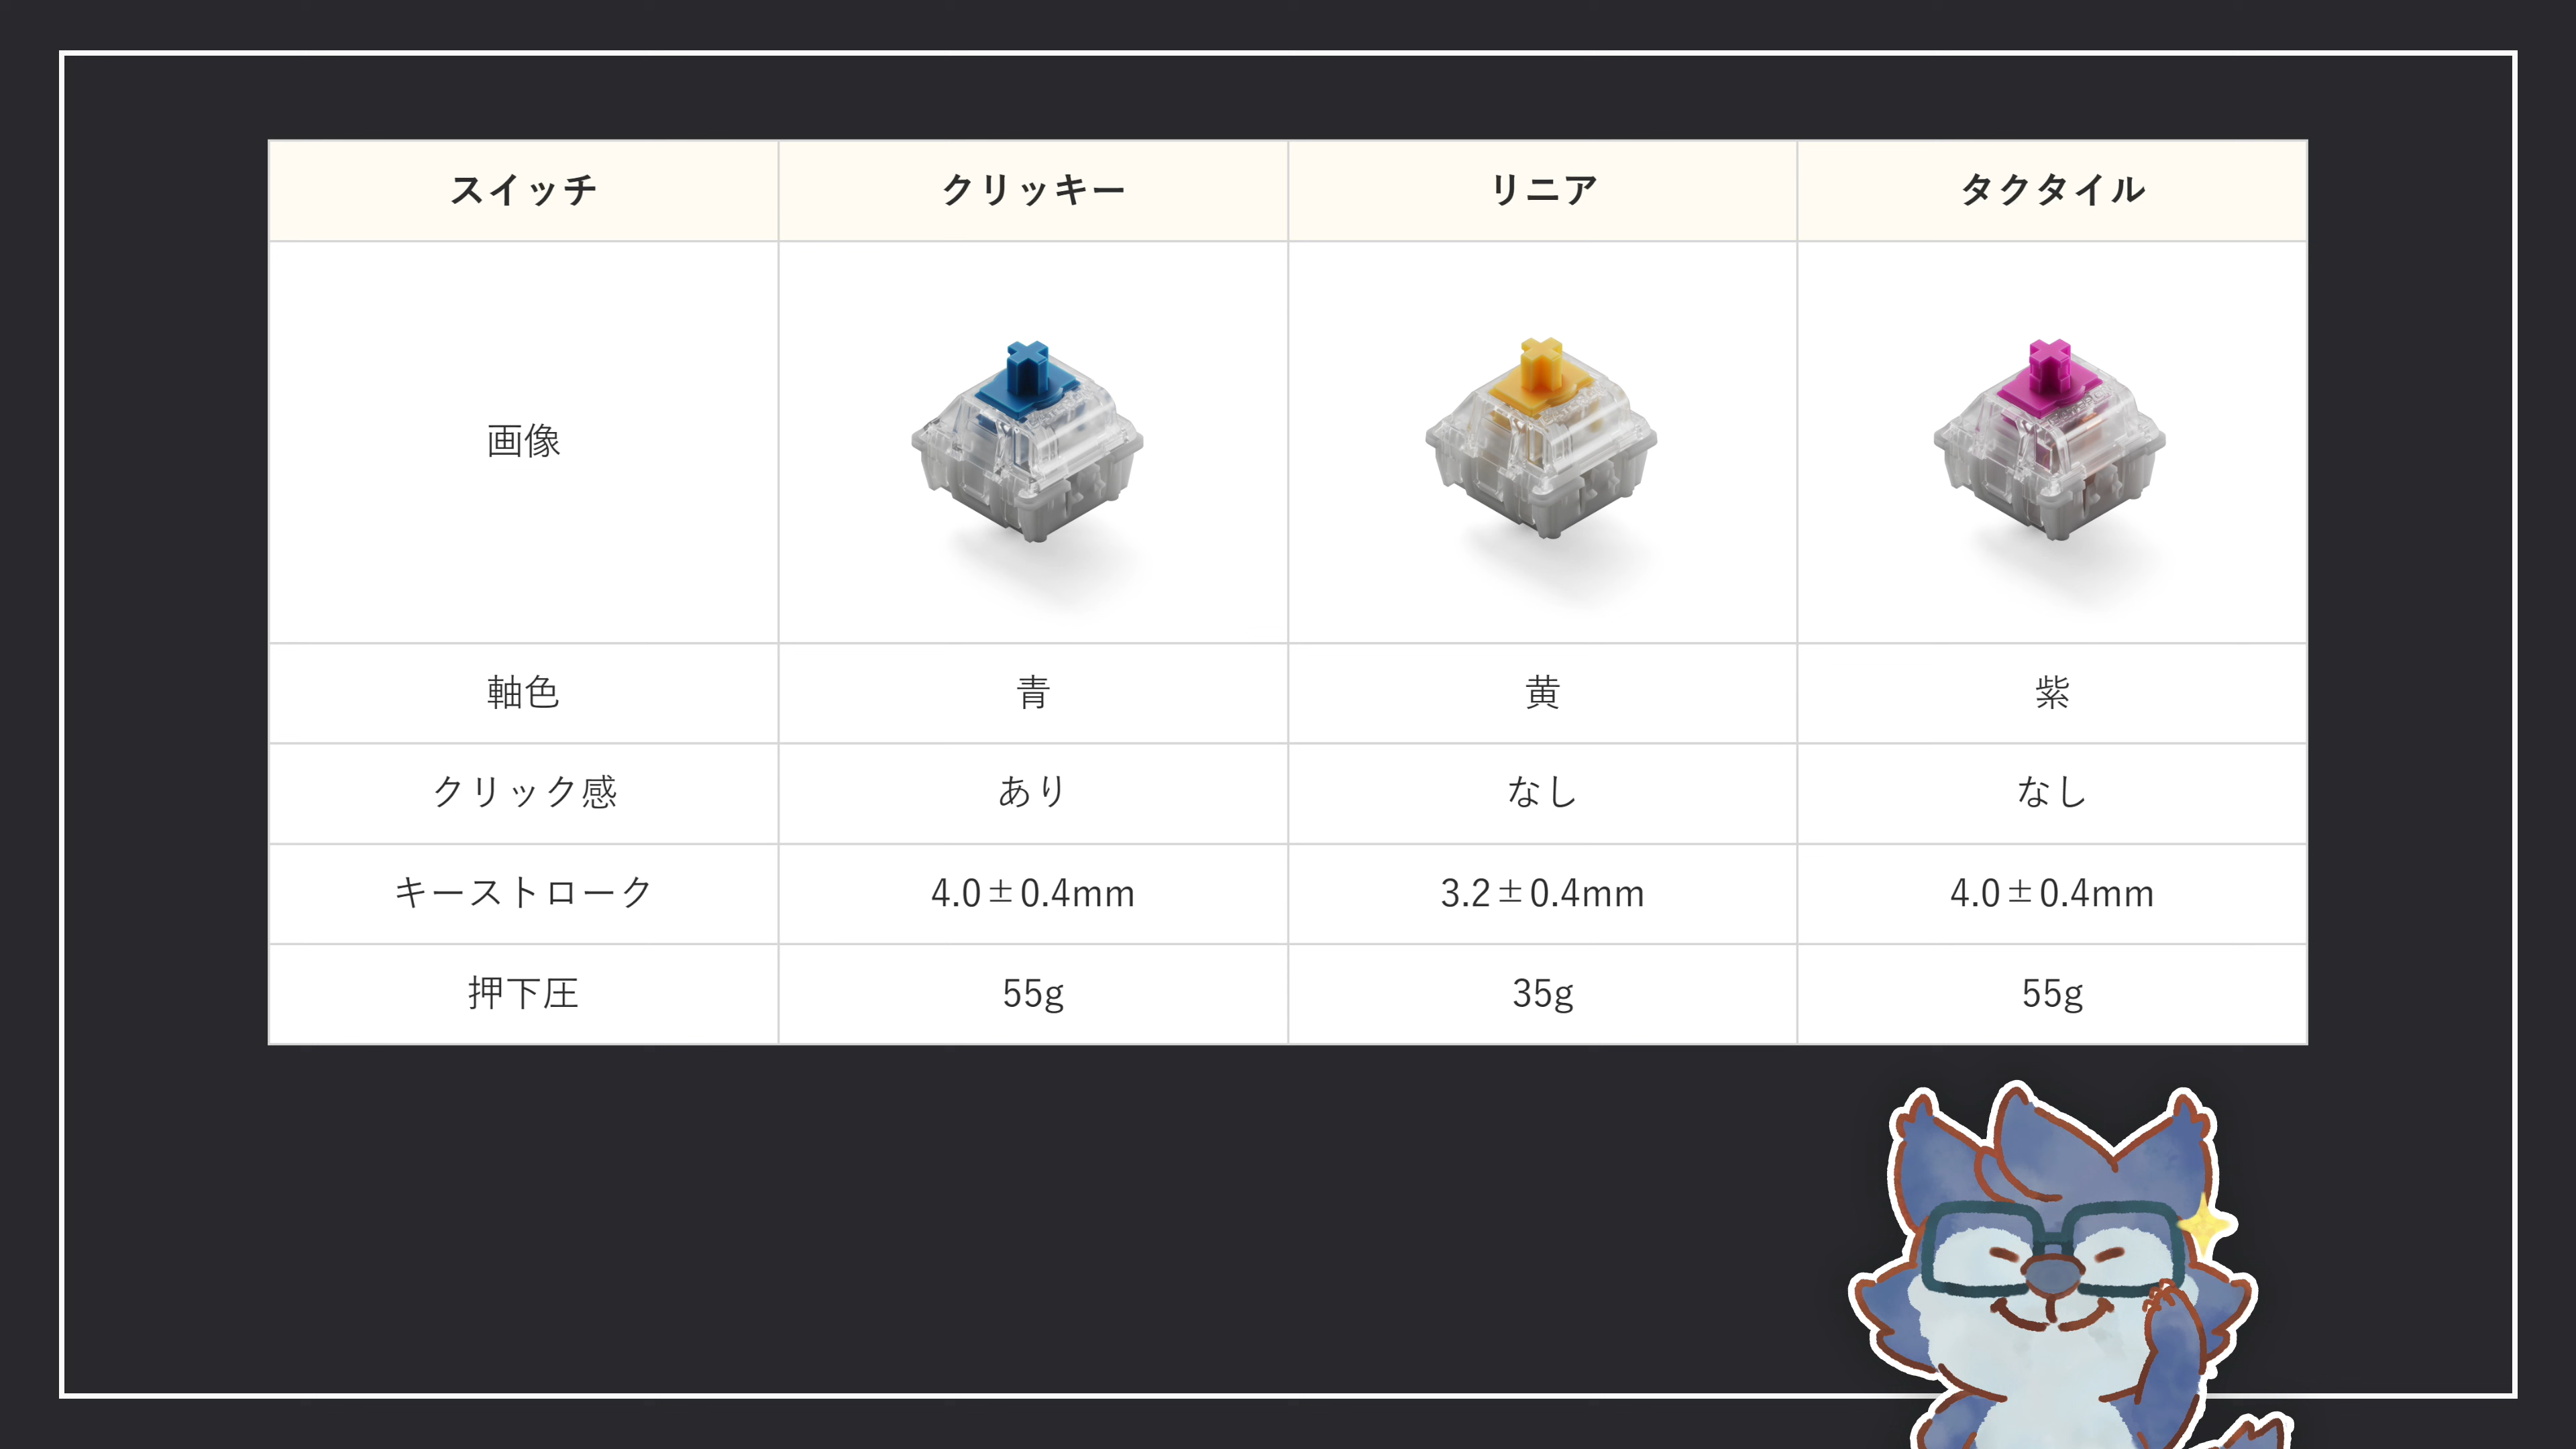 スイッチ クリッキー リニア タクタイル
画像
軸色 青 黄 紫
クリック感 あり なし なし
キーストローク 4.0±0.4mm 3.2±0.4mm 4.0±0.4mm
押下圧 55g 35g 55g